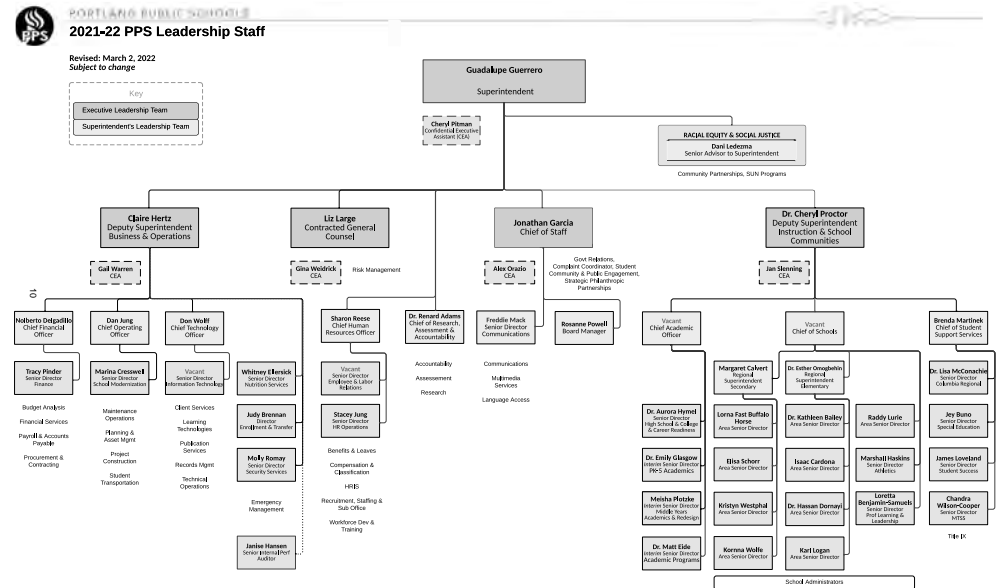 PORTLAND PUBLIC SCHOOLS
PPS
2021-22 PPS Leadership Staff
Revised: March 2, 2022
Subject to change
Key
Executive Leadership Team
Superintendent's Leadership Team
Guadalupe Guerrero
Superintendent
Cheryl Pitman
Confidential Executive
Assistant (CEA)
RACIAL EQUITY & SOCIAL JUSTICE
Dani Ledezma
Senior Advisor to Superintendent
Community Partnerships, SUN Programs
Claire Hertz
Deputy Superintendent
Business & Operations
Liz Large
Contracted General
Counsel
Jonathan Garcia
Chief of Staff
Dr. Cheryl Proctor
Deputy Superintendent
Instruction & School
Communities
Gail Warren
CEA
Gina Weidrick
CEA
Risk Management
Alex Orazio
CEA
Govt Relations,
Complaint Coordinator, Student
Community & Public Engagement,
Strategic Philanthropic
Partnerships
Jan Slenning
CEA
10
Nolberto Delgadillo
Chief Financial
Officer
Dan Jung
Chief Operating
Officer
Don Wolff
Chief Technology
Officer
Sharon Reese
Chief Human
Resources Officer
Dr. Renard Adams
Chief of Research,
Assessment &
Accountability
Freddie Mack
Senior Director
Communications
Rosanne Powell
Board Manager
Vacant
Chief Academic
Officer
Vacant
Chief of Schools
Brenda Martinek
Chief of Student
Support Services
Tracy Pinder
Senior Director
Finance
Budget Analysis
Financial Services
Payroll & Accounts
Payable
Procurement &
Contracting
Marina Cresswell
Senior Director
School Modernization
Maintenance
Operations
Planning &
Asset Mgmt
Project
Construction
Student
Transportation
Vacant
Senior Director
Information Technology
Client Services
Learning
Technologies
Publication
Services
Records Mgmt
Technical
Operations
Whitney Ellersick
Senior Director
Nutrition Services
Judy Brennan
Director
Enrollment & Transfer
Molly Romay
Senior Director
Security Services
Emergency
Management
Janise Hansen
Senior Internal Perf
Auditor
Vacant
Senior Director
Employee & Labor
Relations
Stacey Jung
Senior Director
HR Operations
Benefits & Leaves
Compensation &
Classification
HRIS
Recruitment, Staffing &
Sub Office
Workforce Dev &
Training
Accountability
Assessment
Research
Communications
Multimedia
Services
Language Access
Dr. Aurora Hymel
Senior Director
High School & College
& Career Readiness
Dr. Emily Glasgow
Interim Senior Director
PK-5 Academics
Meisha Plotzke
Interim Senior Director
Middle Years
Academics & Redesign
Dr. Matt Eide
Interim Senior Director
Academic Programs
Margaret Calvert
Regional
Superintendent
Secondary
Lorna Fast Buffalo
Horse
Area Senior Director
Elisa Schorr
Area Senior Director
Kristyn Westphal
Area Senior Director
Kornna Wolfe
Area Senior Director
Dr. Esther Omogbehin
Regional
Superintendent
Elementary
Dr. Kathleen Bailey
Area Senior Director
Isaac Cardona
Area Senior Director
Dr. Hassan Dornayi
Area Senior Director
Karl Logan
Area Senior Director
Raddy Lurie
Area Senior Director
Marshall Haskins
Senior Director
Athletics
Loretta
Benjamin-Samuels
Senior Director
Prof Learning &
Leadership
Dr. Lisa McConachie
Senior Director
Columbia Regional
Jey Buno
Senior Director
Special Education
James Loveland
Senior Director
Student Success
Chandra
Wilson-Cooper
Senior Director
MTSS
Title IX
School Administrators